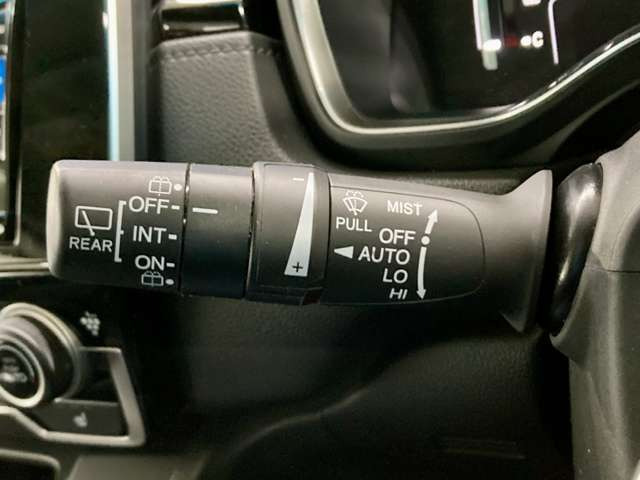 OFF
INT
ON
REAR
-
+
PULL
MIST
OFF
AUTO
LO
HI
C